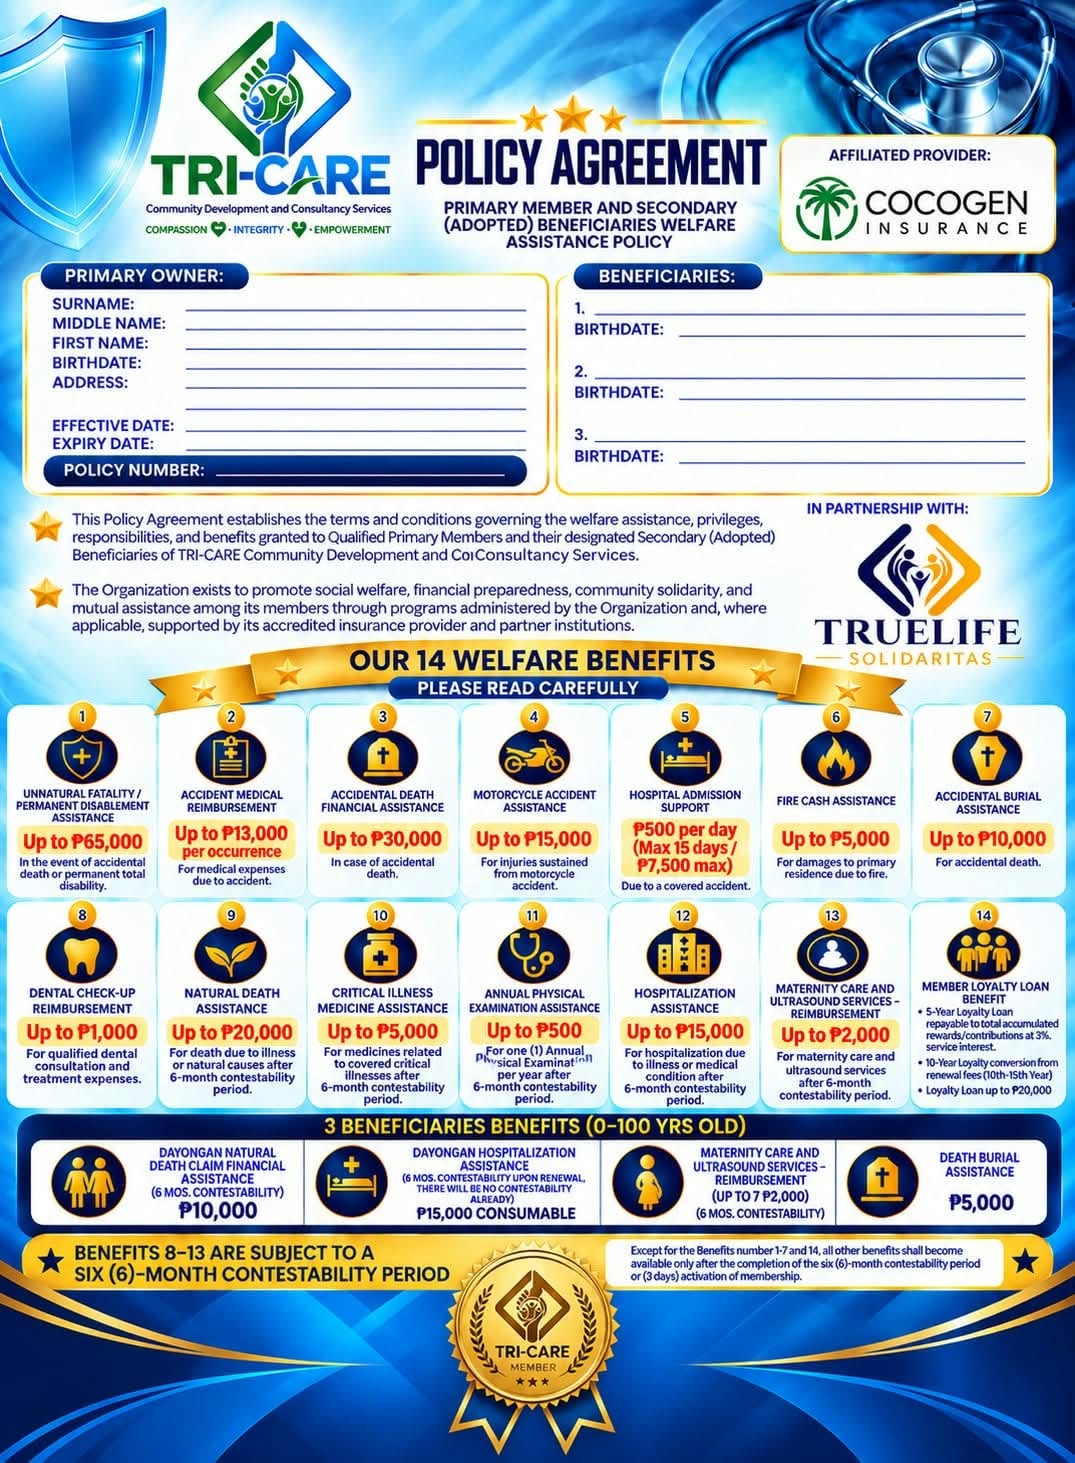 TRI-CARE
Community Development and Consultancy Services
COMPASSION · INTEGRITY · EMPOWERMENT
POLICY AGREEMENT
PRIMARY MEMBER AND SECONDARY
(ADOPTED) BENEFICIARIES WELFARE
ASSISTANCE POLICY
AFFILIATED PROVIDER:
COCOGEN
INSURANCE
PRIMARY OWNER:
SURNAME:
MIDDLE NAME:
FIRST NAME:
BIRTHDATE:
ADDRESS:
EFFECTIVE DATE:
EXPIRY DATE:
POLICY NUMBER:
BENEFICIARIES:
1.
BIRTHDATE:
2.
BIRTHDATE:
3.
BIRTHDATE:
This Policy Agreement establishes the terms and conditions governing the welfare assistance, privileges,
responsibilities, and benefits granted to Qualified Primary Members and their designated Secondary (Adopted)
Beneficiaries of TRI-CARE Community Development and CoiConsultancy Services.
The Organization exists to promote social welfare, financial preparedness, community solidarity, and
mutual assistance among its members through programs administered by the Organization and, where
applicable, supported by its accredited insurance provider and partner institutions.
IN PARTNERSHIP WITH:
TRUELIFE
SOLIDARITAS
OUR 14 WELFARE BENEFITS
PLEASE READ CAREFULLY
1
UNNATURAL FATALITY /
PERMANENT DISABLEMENT
ASSISTANCE
Up to ₱65,000
In the event of accidental
death or permanent total
disability.
2
ACCIDENT MEDICAL
REIMBURSEMENT
Up to ₱13,000
per occurrence
For medical expenses
due to accident.
3
ACCIDENTAL DEATH
FINANCIAL ASSISTANCE
Up to ₱30,000
In case of accidental
death.
4
MOTORCYCLE ACCIDENT
ASSISTANCE
Up to ₱15,000
For injuries sustained
from motorcycle
accident.
5
HOSPITAL ADMISSION
SUPPORT
₱500 per day
(Max 15 days /
₱7,500 max)
Due to a covered accident.
6
FIRE CASH ASSISTANCE
Up to ₱5,000
For damages to primary
residence due to fire.
7
ACCIDENTAL BURIAL
ASSISTANCE
Up to ₱10,000
For accidental death.
8
DENTAL CHECK-UP
REIMBURSEMENT
Up to ₱1,000
For qualified dental
consultation and
treatment expenses.
9
NATURAL DEATH
ASSISTANCE
Up to ₱20,000
For death due to illness
or natural causes after
6-month contestability
period.
10
CRITICAL ILLNESS
MEDICINE ASSISTANCE
Up to ₱5,000
For medicines related
to covered critical
illnesses after
6-month contestability
period.
11
ANNUAL PHYSICAL
EXAMINATION ASSISTANCE
Up to ₱500
For one (1) Annual
Physical Examination
per year after
6-month contestability
period.
12
HOSPITALIZATION
ASSISTANCE
Up to ₱15,000
For hospitalization due
to illness or medical
condition after
6-month contestability
period.
13
MATERNITY CARE AND
ULTRASOUND SERVICES –
REIMBURSEMENT
Up to ₱2,000
For maternity care and
ultrasound services
after 6-month
contestability period.
14
MEMBER LOYALTY LOAN
BENEFIT
• 5-Year Loyalty Loan
repayable to total accumulated
rewards/contributions at 3%.
service interest.
• 10-Year Loyalty conversion from
renewal fees (10th-15th Year)
• Loyalty Loan up to ₱20,000
3 BENEFICIARIES BENEFITS (0-100 YRS OLD)
DAYONGAN NATURAL
DEATH CLAIM FINANCIAL
ASSISTANCE
(6 MOS. CONTESTABILITY)
₱10,000
DAYONGAN HOSPITALIZATION
ASSISTANCE
(6 MOS. CONTESTABILITY UPON RENEWAL,
THERE WILL BE NO CONTESTABILITY
ALREADY)
₱15,000 CONSUMABLE
MATERNITY CARE AND
ULTRASOUND SERVICES –
REIMBURSEMENT
(UP TO 7 ₱2,000)
(6 MOS. CONTESTABILITY)
DEATH BURIAL
ASSISTANCE
₱5,000
BENEFITS 8–13 ARE SUBJECT TO A
SIX (6)-MONTH CONTESTABILITY PERIOD
Except for the Benefits number 1-7 and 14, all other benefits shall become
available only after the completion of the six (6)-month contestability period
or (3 days) activation of membership.
TRI-CARE
MEMBER